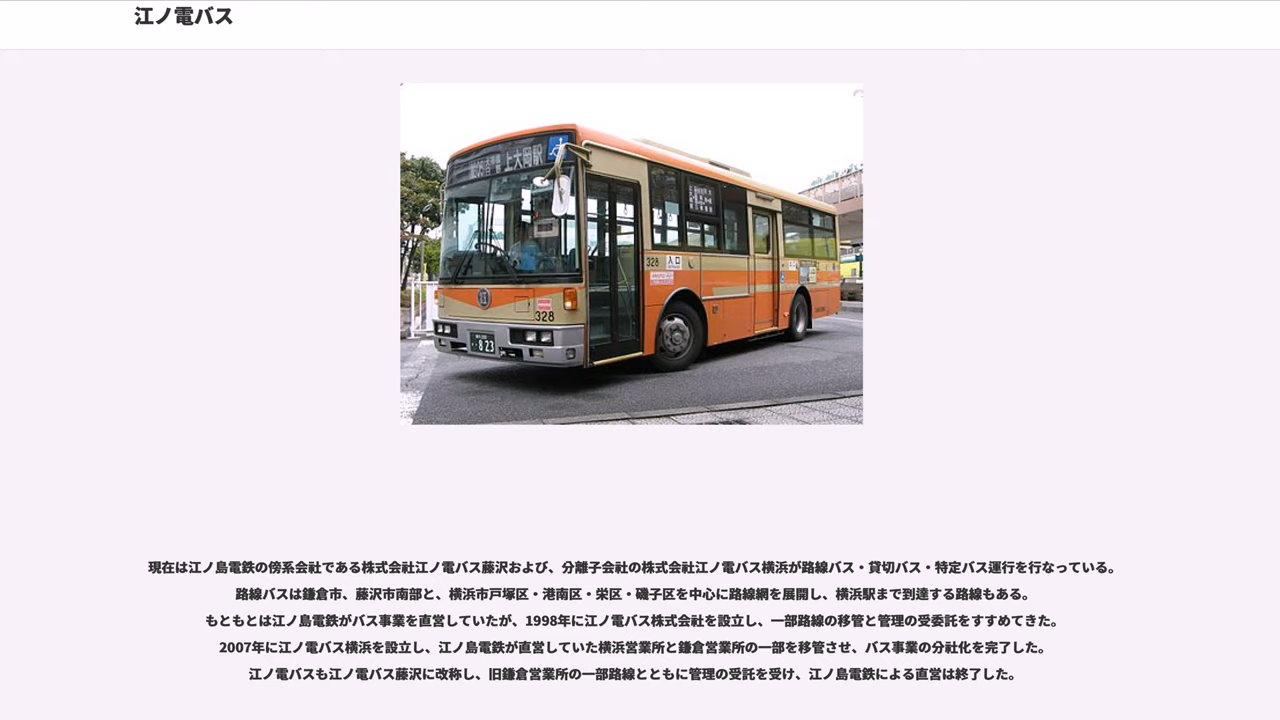 江ノ電バス
上大岡駅
328
入口
328
823
現在は江ノ島電鉄の傍系会社である株式会社江ノ電バス藤沢および、分離子会社の株式会社江ノ電バス横浜が路線バス・貸切バス・特定バス運行を行なっている。
路線バスは鎌倉市、藤沢市南部と、横浜市戸塚区・港南区・栄区・磯子区を中心に路線網を展開し、横浜駅まで到達する路線もある。
もともとは江ノ島電鉄がバス事業を直営していたが、1998年に江ノ電バス株式会社を設立し、一部路線の移管と管理の受委託をすすめてきた。
2007年に江ノ電バス横浜を設立し、江ノ島電鉄が直営していた横浜営業所と鎌倉営業所の一部を移管させ、バス事業の分社化を完了した。
江ノ電バスも江ノ電バス藤沢に改称し、旧鎌倉営業所の一部路線とともに管理の受託を受け、江ノ島電鉄による直営は終了した。